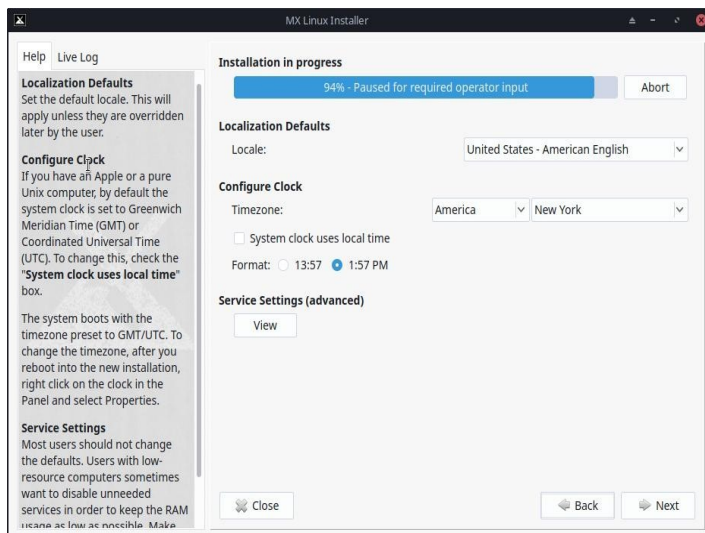 MX Linux Installer
Help
Live Log
Localization Defaults
Set the default locale. This will
apply unless they are overridden
later by the user.
Configure Clock
If you have an Apple or a pure
Unix computer, by default the
system clock is set to Greenwich
Meridian Time (GMT) or
Coordinated Universal Time
(UTC). To change this, check the
"System clock uses local time"
box.
The system boots with the
timezone preset to GMT/UTC. To
change the timezone, after you
reboot into the new installation,
right click on the clock in the
Panel and select Properties.
Service Settings
Most users should not change
the defaults. Users with low-
resource computers sometimes
want to disable unneeded
services in order to keep the RAM
usage as low as possible. Make
Installation in progress
94% - Paused for required operator input
Abort
Localization Defaults
Locale:
United States - American English
Configure Clock
Timezone:
America
New York
System clock uses local time
Format:
13:57
1:57 PM
Service Settings (advanced)
View
Close
Back
Next